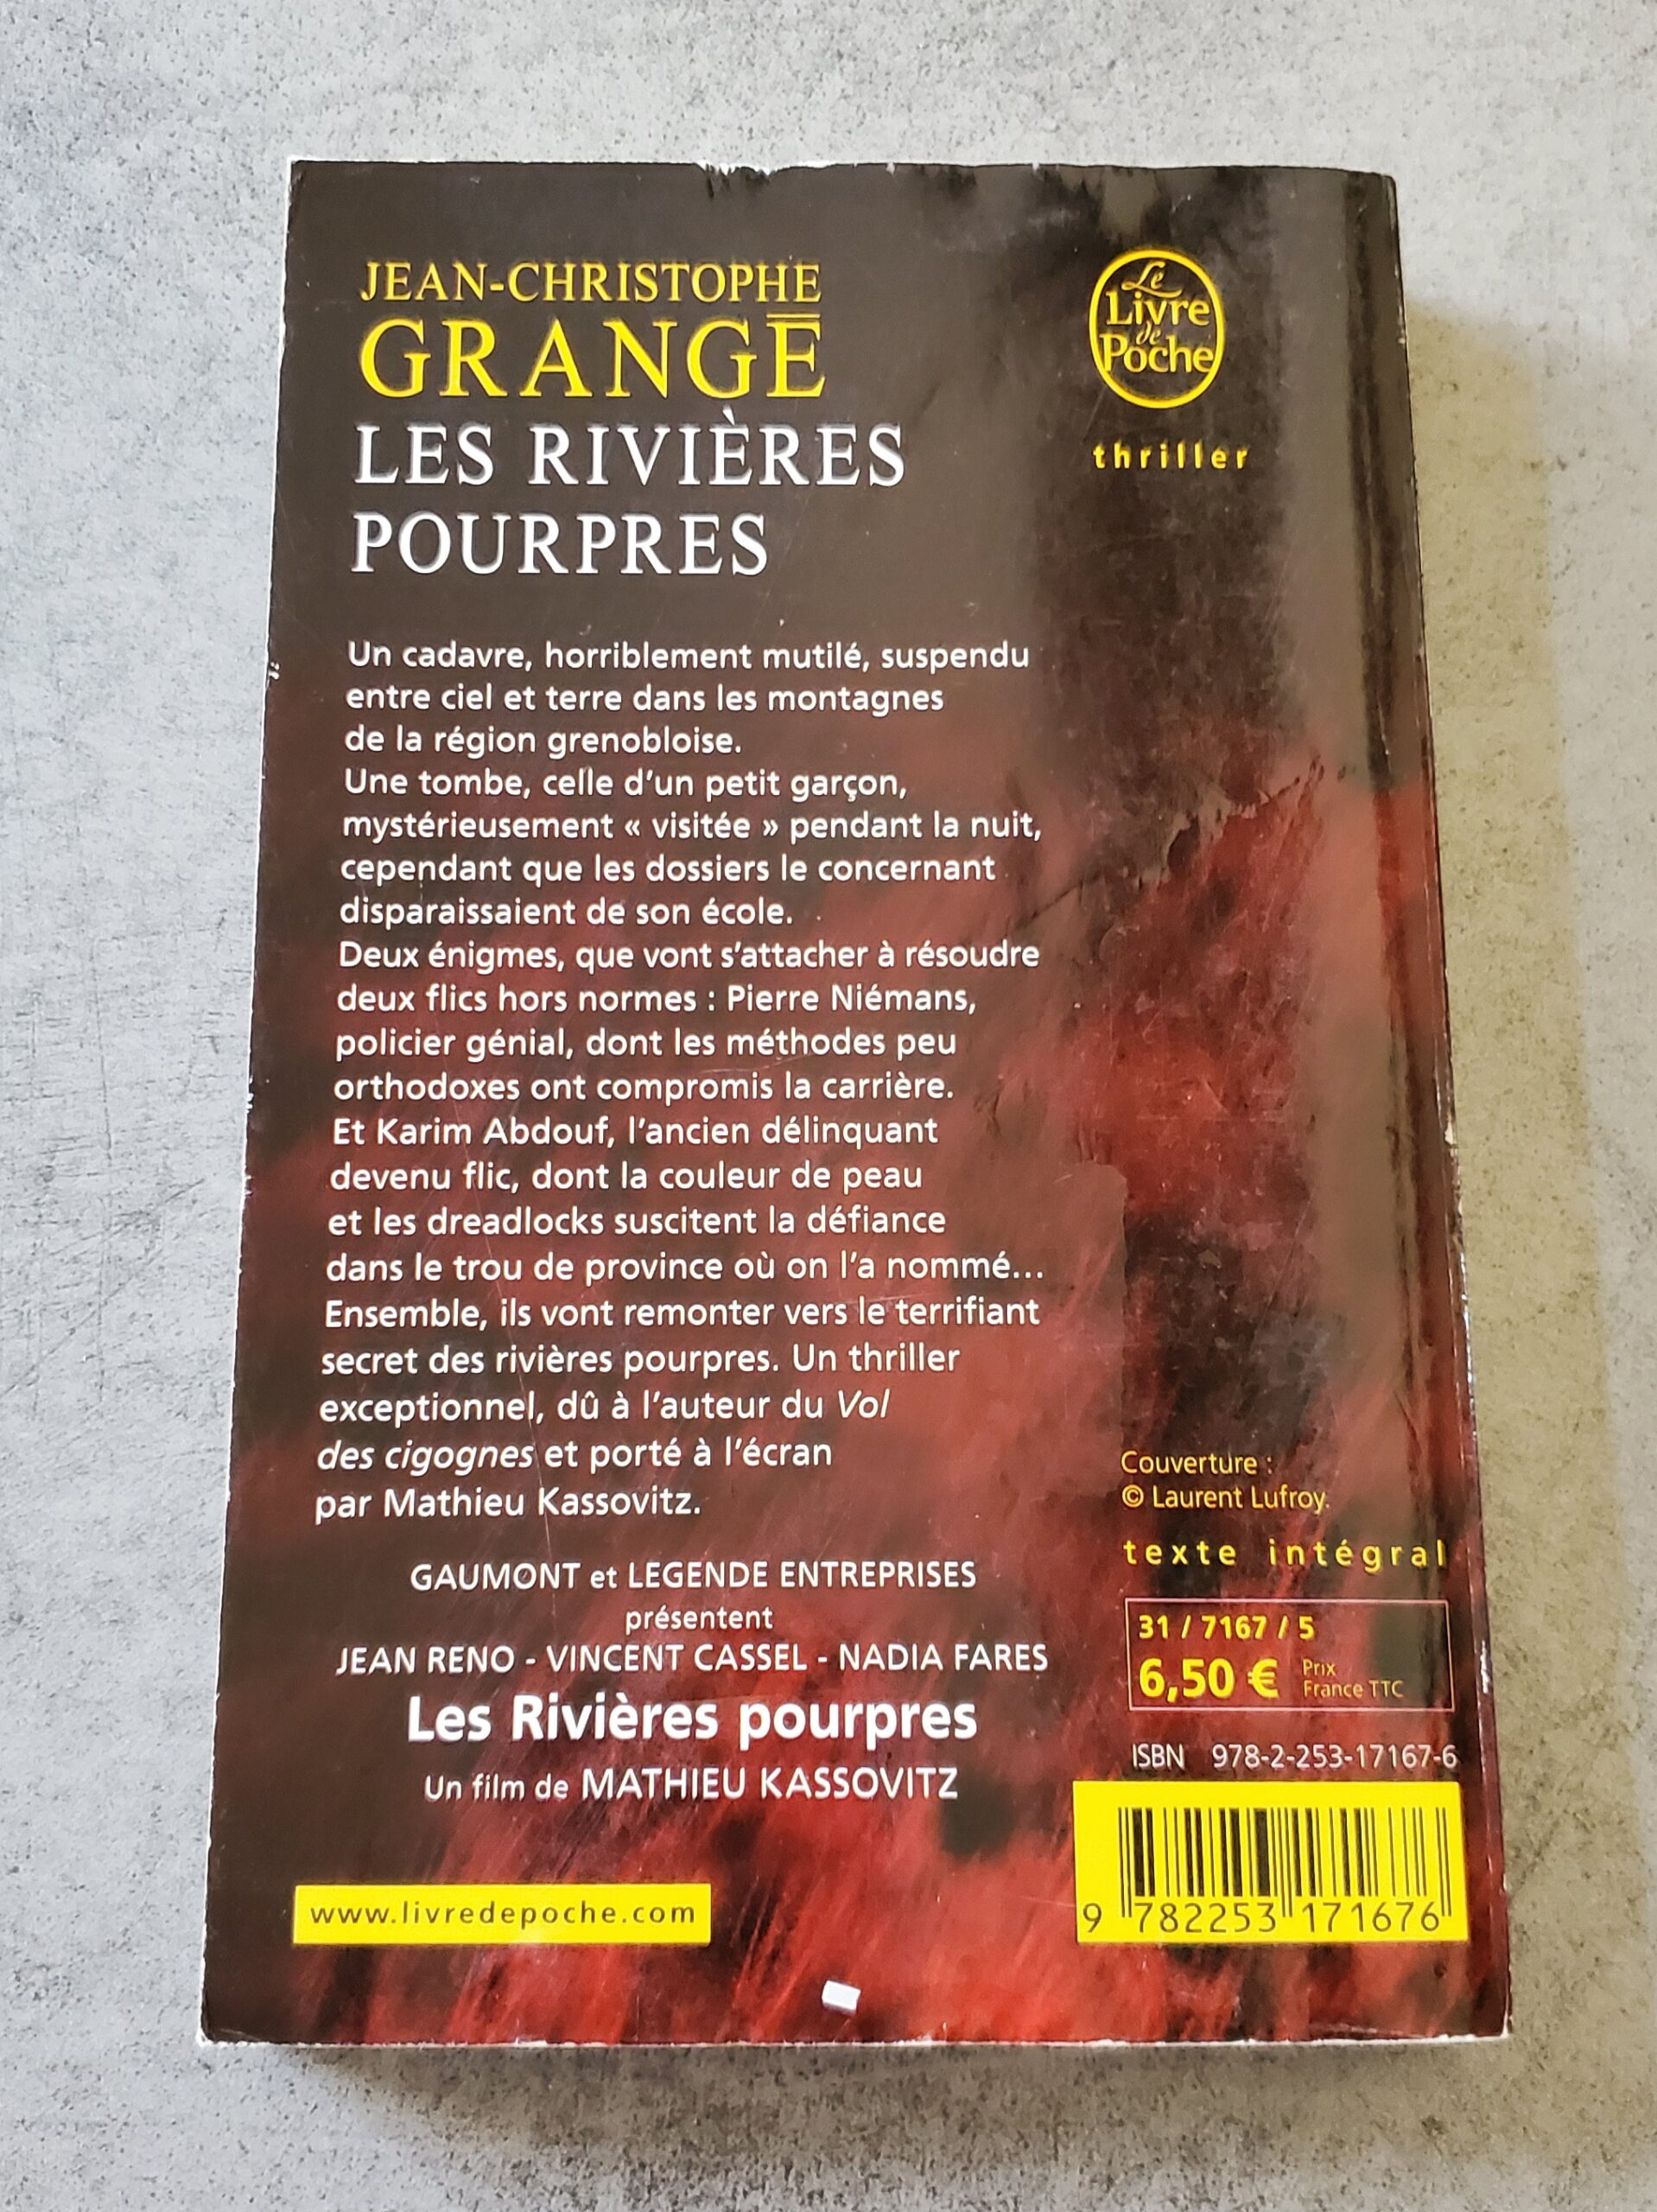 JEAN-CHRISTOPHE
GRANGÉ
LES RIVIÈRES
POURPRES
Le
Livre
de
Poche
thriller
Un cadavre, horriblement mutilé, suspendu
entre ciel et terre dans les montagnes
de la région grenobloise.
Une tombe, celle d'un petit garçon,
mystérieusement « visitée » pendant la nuit,
cependant que les dossiers le concernant
disparaissaient de son école.
Deux énigmes, que vont s'attacher à résoudre
deux flics hors normes : Pierre Niémans,
policier génial, dont les méthodes peu
orthodoxes ont compromis la carrière.
Et Karim Abdouf, l'ancien délinquant
devenu flic, dont la couleur de peau
et les dreadlocks suscitent la défiance
dans le trou de province où on l'a nommé...
Ensemble, ils vont remonter vers le terrifiant
secret des rivières pourpres. Un thriller
exceptionnel, dû à l'auteur du Vol
des cigognes et porté à l'écran
par Mathieu Kassovitz.
GAUMONT et LEGENDE ENTREPRISES
présentent
JEAN RENO - VINCENT CASSEL - NADIA FARES
Les Rivières pourpres
Un film de MATHIEU KASSOVITZ
www.livredepoche.com
Couverture :
© Laurent Lufroy.
texte intégral
31 / 7167 / 5
6,50 € Prix
France TTC
ISBN 978-2-253-17167-6
9 782253 171676